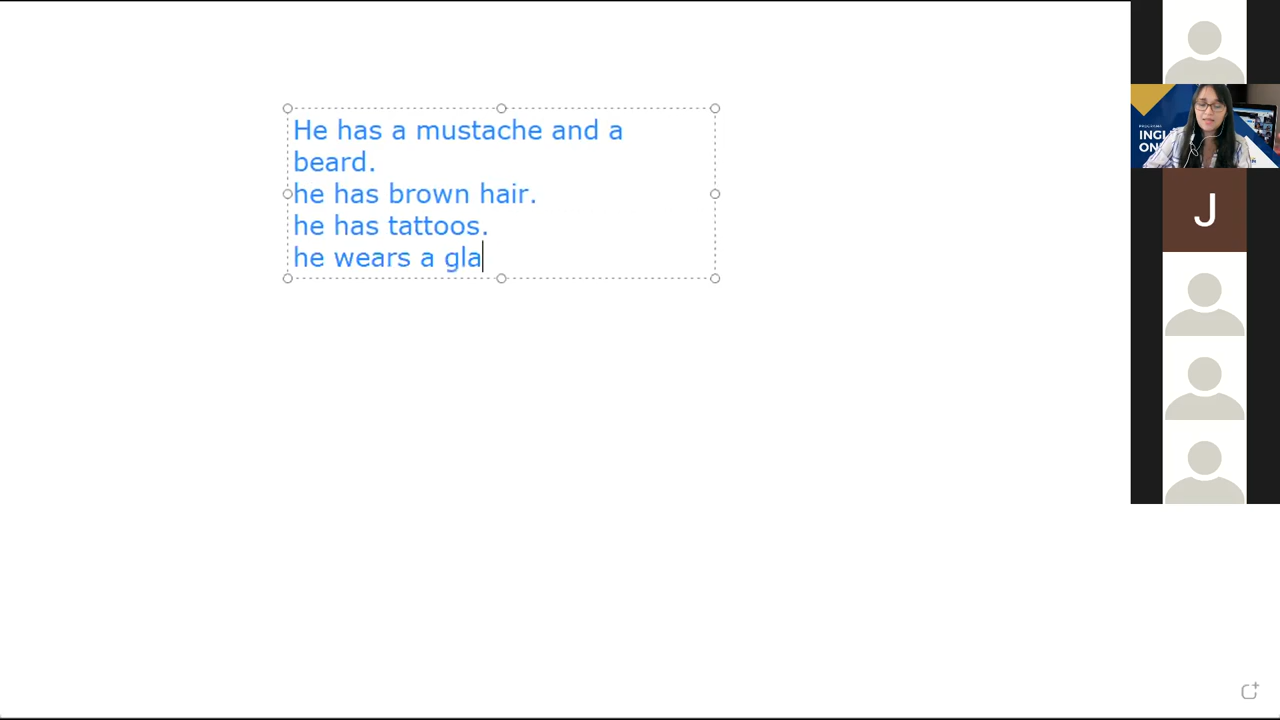 He has a mustache and a
beard.
he has brown hair.
he has tattoos.
he wears a gla
J